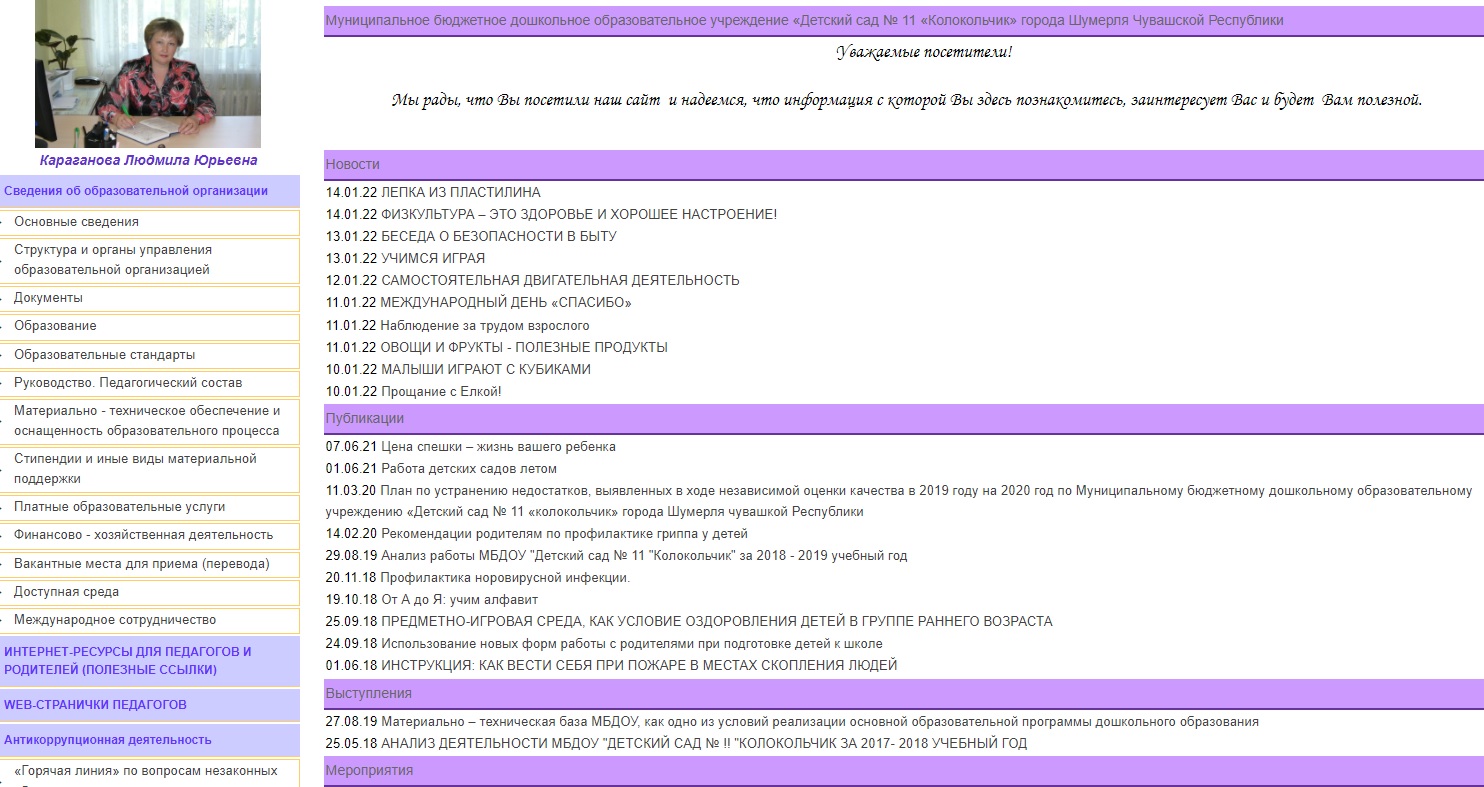 Караганова Людмила Юрьевна
Сведения об образовательной организации
Основные сведения
Структура и органы управления
образовательной организацией
Документы
Образование
Образовательные стандарты
Руководство. Педагогический состав
Материально - техническое обеспечение и
оснащенность образовательного процесса
Стипендии и иные виды материальной
поддержки
Платные образовательные услуги
Финансово - хозяйственная деятельность
Вакантные места для приема (перевода)
Доступная среда
Международное сотрудничество
ИНТЕРНЕТ-РЕСУРСЫ ДЛЯ ПЕДАГОГОВ И
РОДИТЕЛЕЙ (ПОЛЕЗНЫЕ ССЫЛКИ)
WEB-СТРАНИЧКИ ПЕДАГОГОВ
Антикоррупционная деятельность
«Горячая линия» по вопросам незаконных
Муниципальное бюджетное дошкольное образовательное учреждение «Детский сад № 11 «Колокольчик» города Шумерля Чувашской Республики
Уважаемые посетители!
Мы рады, что Вы посетили наш сайт и надеемся, что информация с которой Вы здесь познакомитесь, заинтересует Вас и будет Вам полезной.
Новости
14.01.22 ЛЕПКА ИЗ ПЛАСТИЛИНА
14.01.22 ФИЗКУЛЬТУРА – ЭТО ЗДОРОВЬЕ И ХОРОШЕЕ НАСТРОЕНИЕ!
13.01.22 БЕСЕДА О БЕЗОПАСНОСТИ В БЫТУ
13.01.22 УЧИМСЯ ИГРАЯ
12.01.22 САМОСТОЯТЕЛЬНАЯ ДВИГАТЕЛЬНАЯ ДЕЯТЕЛЬНОСТЬ
11.01.22 МЕЖДУНАРОДНЫЙ ДЕНЬ «СПАСИБО»
11.01.22 Наблюдение за трудом взрослого
11.01.22 ОВОЩИ И ФРУКТЫ - ПОЛЕЗНЫЕ ПРОДУКТЫ
10.01.22 МАЛЫШИ ИГРАЮТ С КУБИКАМИ
10.01.22 Прощание с Елкой!
Публикации
07.06.21 Цена спешки – жизнь вашего ребенка
01.06.21 Работа детских садов летом
11.03.20 План по устранению недостатков, выявленных в ходе независимой оценки качества в 2019 году на 2020 год по Муниципальному бюджетному дошкольному образовательному
учреждению «Детский сад № 11 «колокольчик» города Шумерля чувашкой Республики
14.02.20 Рекомендации родителям по профилактике гриппа у детей
29.08.19 Анализ работы МБДОУ "Детский сад № 11 "Колокольчик" за 2018 - 2019 учебный год
20.11.18 Профилактика норовирусной инфекции.
19.10.18 От А до Я: учим алфавит
25.09.18 ПРЕДМЕТНО-ИГРОВАЯ СРЕДА, КАК УСЛОВИЕ ОЗДОРОВЛЕНИЯ ДЕТЕЙ В ГРУППЕ РАННЕГО ВОЗРАСТА
24.09.18 Использование новых форм работы с родителями при подготовке детей к школе
01.06.18 ИНСТРУКЦИЯ: КАК ВЕСТИ СЕБЯ ПРИ ПОЖАРЕ В МЕСТАХ СКОПЛЕНИЯ ЛЮДЕЙ
Выступления
27.08.19 Материально – техническая база МБДОУ, как одно из условий реализации основной образовательной программы дошкольного образования
25.05.18 АНАЛИЗ ДЕЯТЕЛЬНОСТИ МБДОУ "ДЕТСКИЙ САД № !! "КОЛОКОЛЬЧИК ЗА 2017- 2018 УЧЕБНЫЙ ГОД
Мероприятия